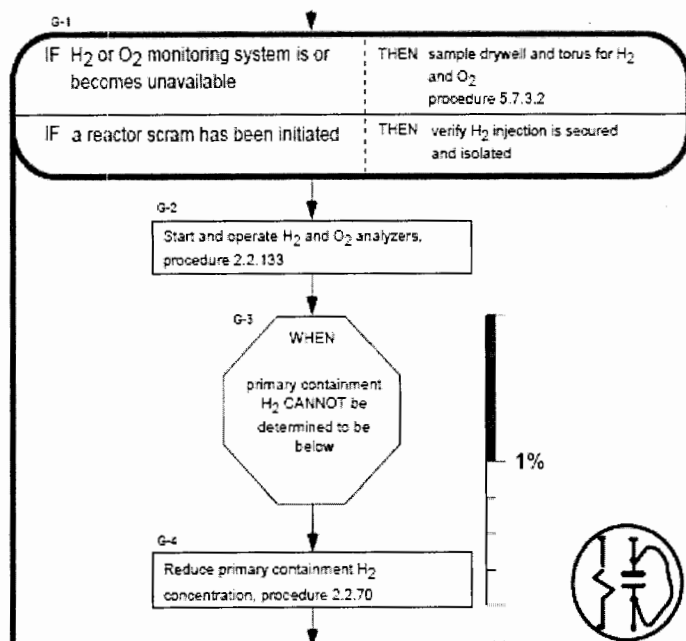 G-1
IF H2 or O2 monitoring system is or
becomes unavailable
THEN sample drywell and torus for H2
and O2
procedure 5.7.3.2
IF a reactor scram has been initiated
THEN verify H2 injection is secured
and isolated
G-2
Start and operate H2 and O2 analyzers,
procedure 2.2.133
G-3
WHEN
primary containment
H2 CANNOT be
determined to be
below
1%
G-4
Reduce primary containment H2
concentration, procedure 2.2.70